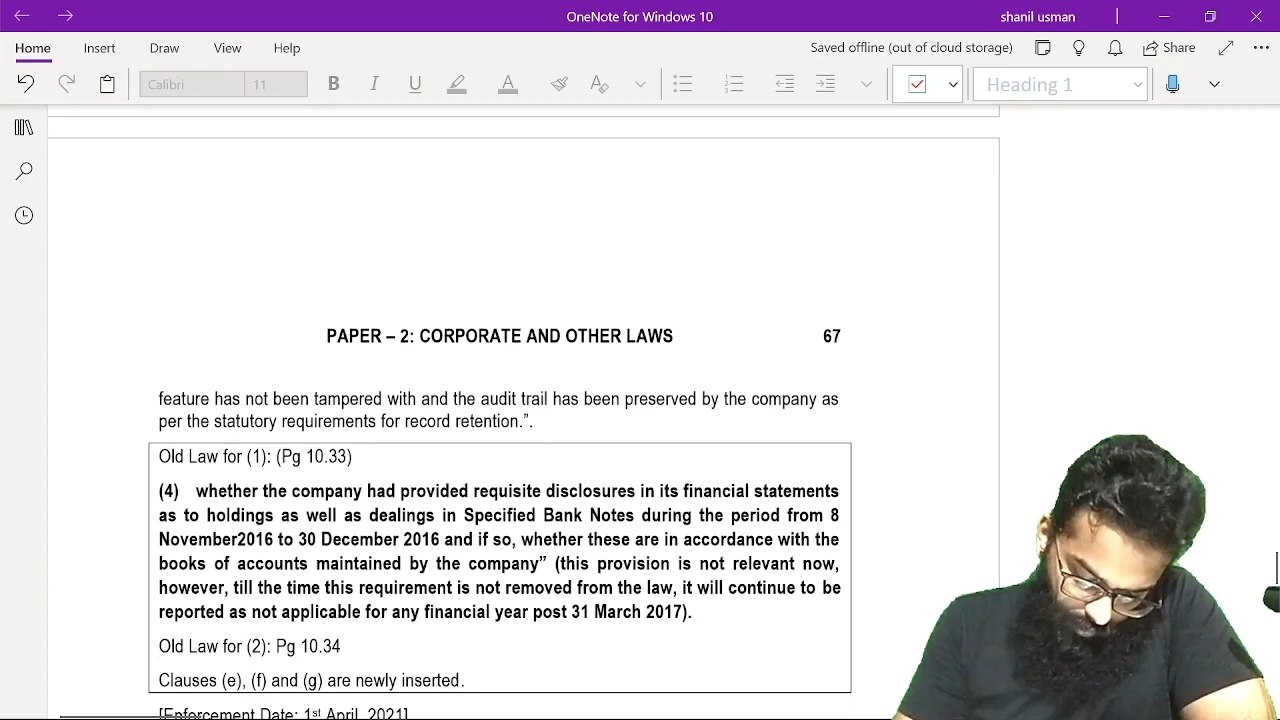 OneNote for Windows 10
shanil usman
Home Insert Draw View Help
Saved offline (out of cloud storage)
Share
Calibri 11 B I U A A Heading 1
PAPER – 2: CORPORATE AND OTHER LAWS 67
feature has not been tampered with and the audit trail has been preserved by the company as
per the statutory requirements for record retention.”.
Old Law for (1): (Pg 10.33)
(4) whether the company had provided requisite disclosures in its financial statements
as to holdings as well as dealings in Specified Bank Notes during the period from 8
November2016 to 30 December 2016 and if so, whether these are in accordance with the
books of accounts maintained by the company” (this provision is not relevant now,
however, till the time this requirement is not removed from the law, it will continue to be
reported as not applicable for any financial year post 31 March 2017).
Old Law for (2): Pg 10.34
Clauses (e), (f) and (g) are newly inserted.
[Enforcement Date: 1st April, 2021]